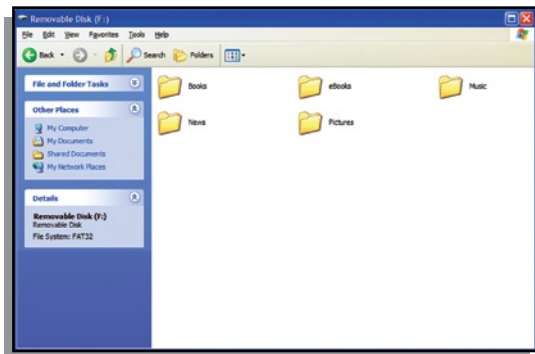 Removable Disk (F:)
File Edit View Favorites Tools Help
Back Search Folders
File and Folder Tasks
Other Places
My Computer
My Documents
Shared Documents
My Network Places
Details
Removable Disk (F:)
Removable Disk
File System: FAT32
Books eBooks Music
News Pictures